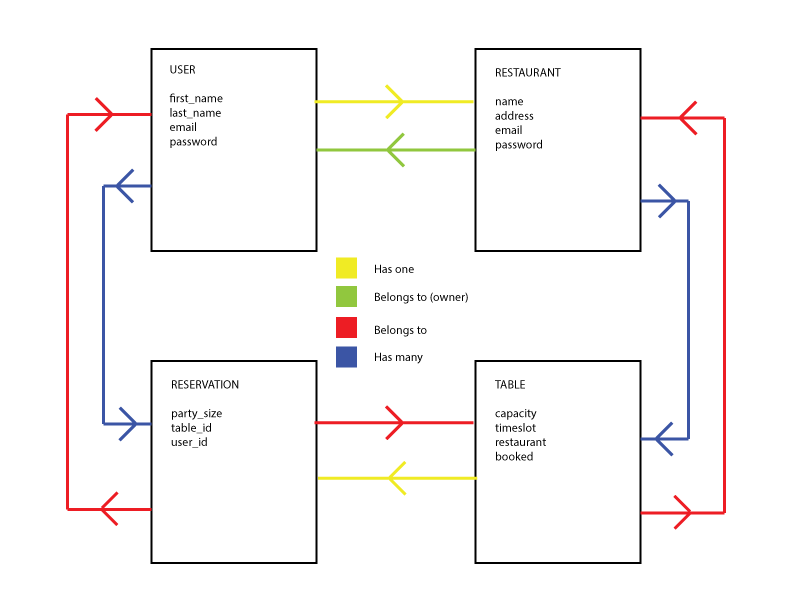 USER
first_name
last_name
email
password
RESTAURANT
name
address
email
password
Has one
Belongs to (owner)
Belongs to
Has many
RESERVATION
party_size
table_id
user_id
TABLE
capacity
timeslot
restaurant
booked